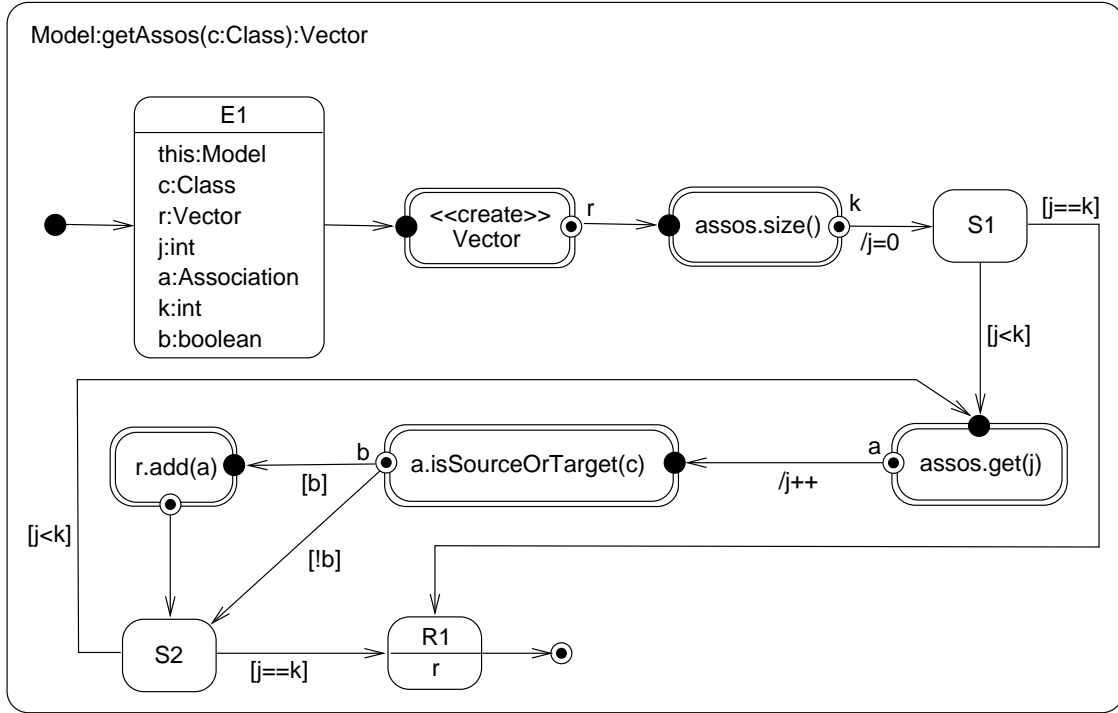 Model:getAssos(c:Class):Vector
E1
this:Model
c:Class
r:Vector
j:int
a:Association
k:int
b:boolean
<<create>>
Vector
r
assos.size()
k
/j=0
S1
[j==k]
[j<k]
r.add(a)
b
[b]
a.isSourceOrTarget(c)
a
/j++
assos.get(j)
[j<k]
[!b]
S2
[j==k]
R1
r